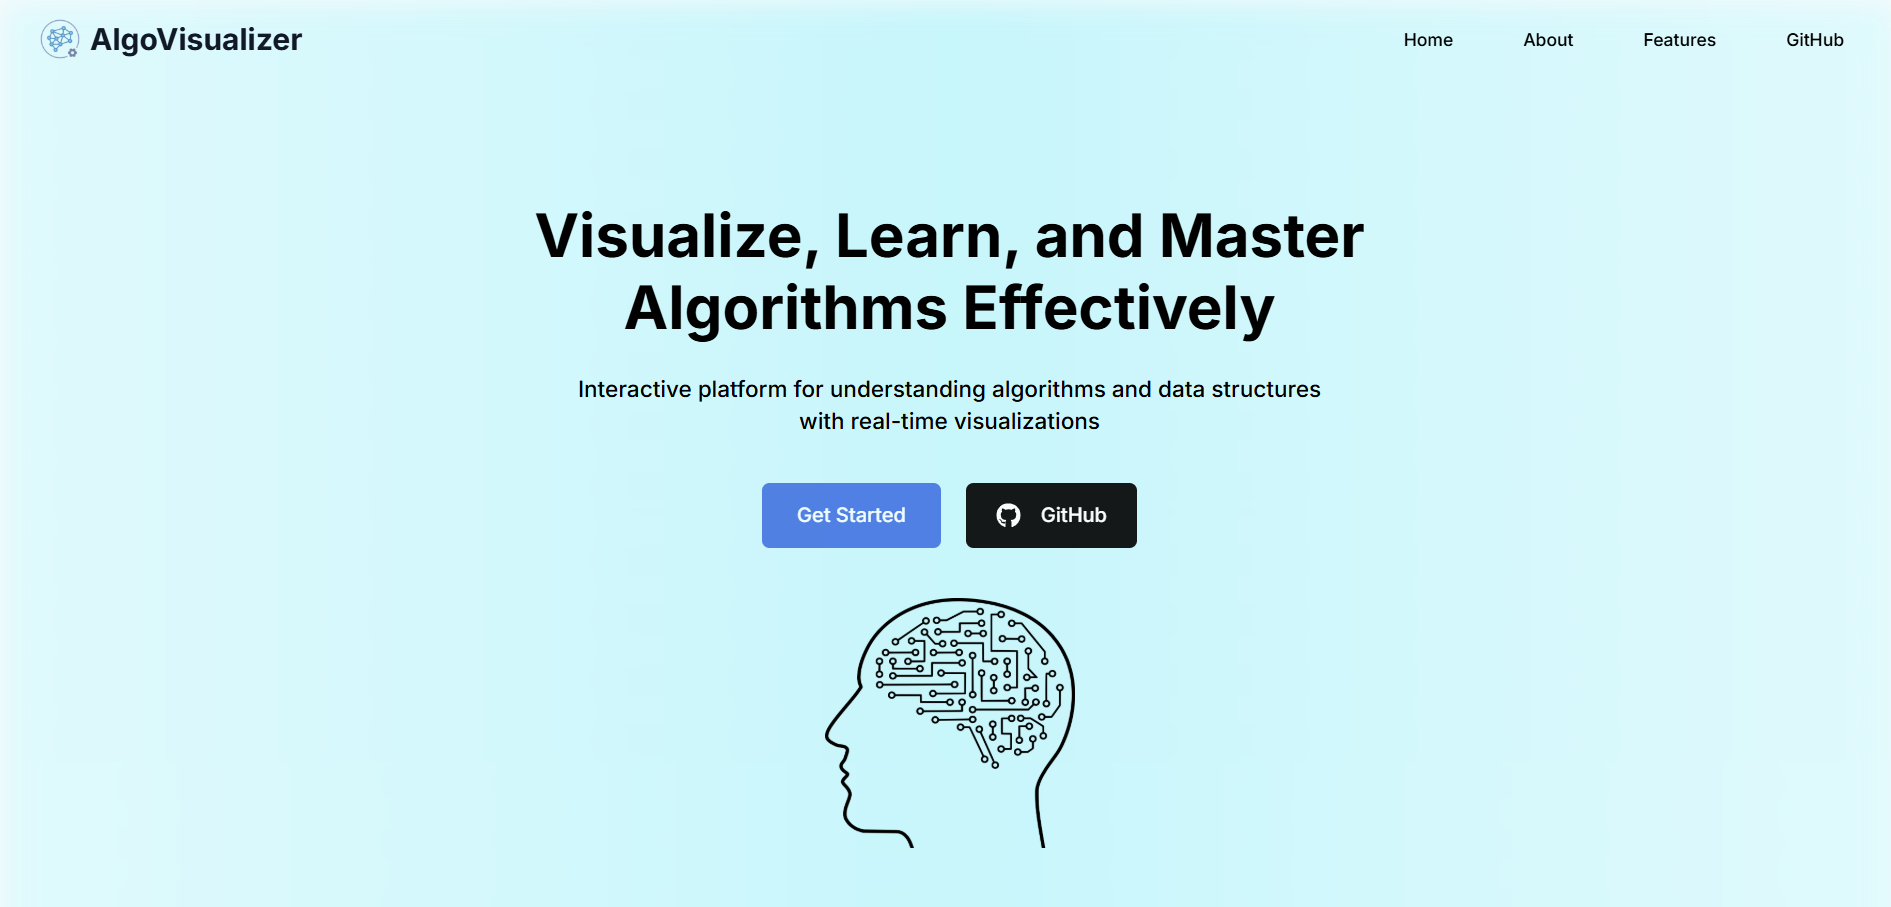 AlgoVisualizer
Home
About
Features
GitHub
Visualize, Learn, and Master
Algorithms Effectively
Interactive platform for understanding algorithms and data structures
with real-time visualizations
Get Started
GitHub